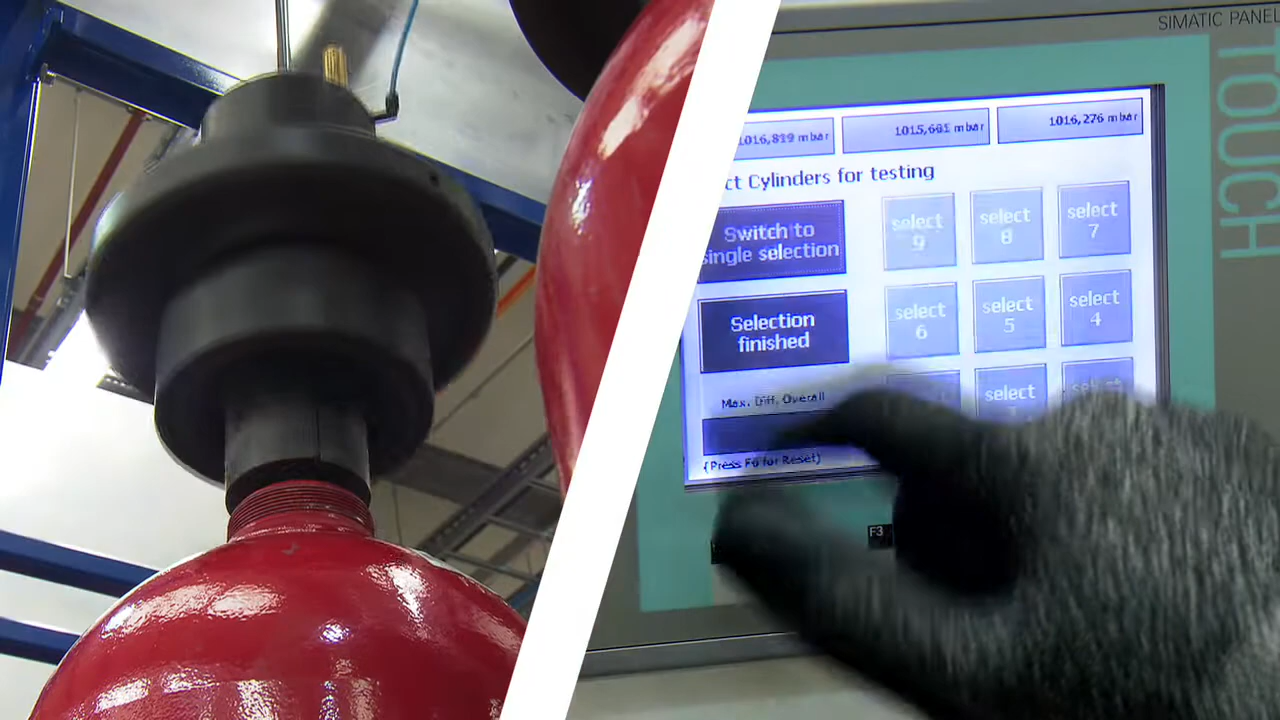 SIMATIC PANEL
TOUCH
1016,819 mbar
1015,601 mbar
1016,276 mbar
ct Cylinders for testing
Switch to
single selection
select
9
select
8
select
7
Selection
finished
select
6
select
5
select
4
select
select
Max. Diff. Overall
(Press F6 for Reset)
F3